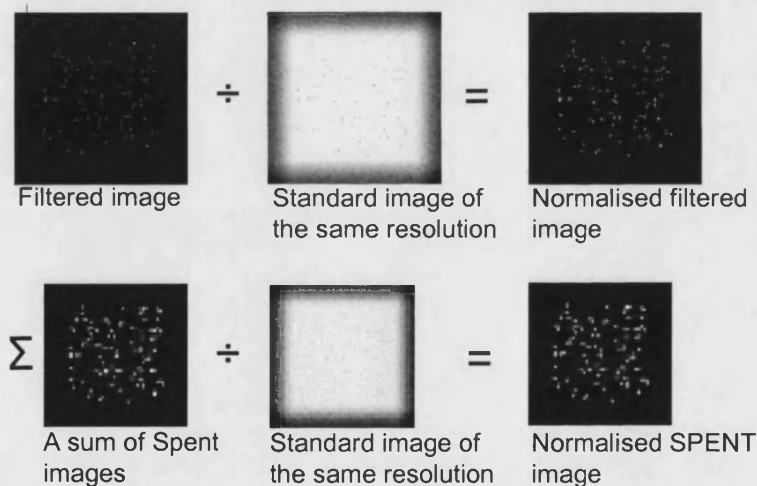 ÷ =
Filtered image Standard image of Normalised filtered
the same resolution image
Σ ÷ =
A sum of Spent Standard image of Normalised SPENT
images the same resolution image